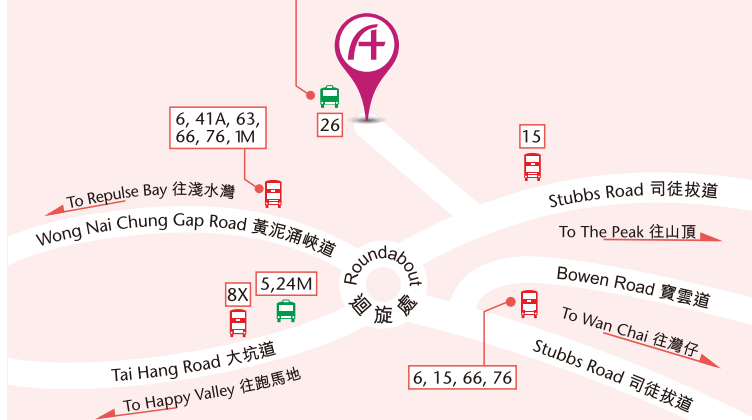 26
6, 41A, 63,
66, 76, 1M
15
To Repulse Bay 往淺水灣
Wong Nai Chung Gap Road 黃泥涌峽道
Stubbs Road 司徒拔道
To The Peak 往山頂
Roundabout
迴旋處
Bowen Road 寶雲道
8X
5,24M
To Wan Chai 往灣仔
Stubbs Road 司徒拔道
6, 15, 66, 76
Tai Hang Road 大坑道
To Happy Valley 往跑馬地